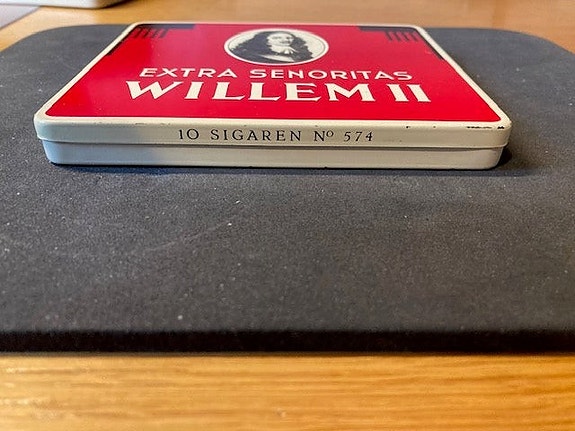 EXTRA SENORITAS
WILLEM II
10 SIGAREN Nº 574